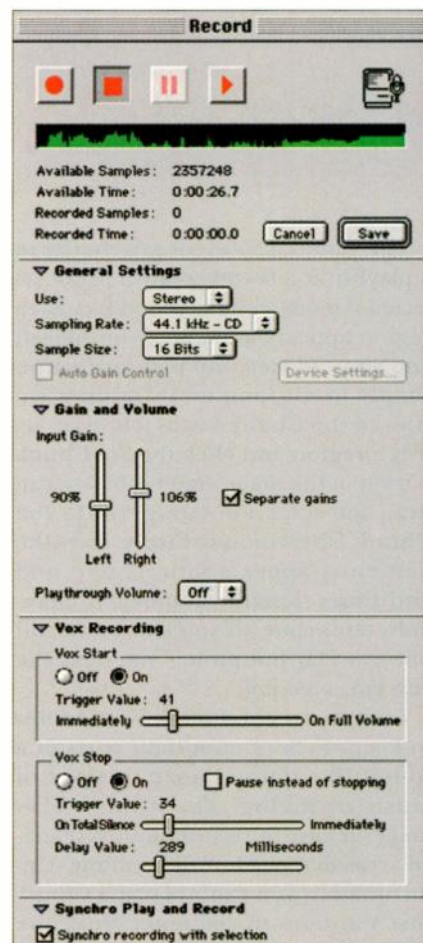 Record
Available Samples: 2357248
Available Time: 0:00:26.7
Recorded Samples: 0
Recorded Time: 0:00:00.0 Cancel Save
General Settings
Use: Stereo
Sampling Rate: 44.1 kHz - CD
Sample Size: 16 Bits
Auto Gain Control Device Settings...
Gain and Volume
Input Gain:
90% 106% Separate gains
Left Right
Playthrough Volume: Off
Vox Recording
Vox Start
Off On
Trigger Value: 41
Immediately On Full Volume
Vox Stop
Off On Pause instead of stopping
Trigger Value: 34
On Total Silence Immediately
Delay Value: 289 Milliseconds
Synchro Play and Record
Synchro recording with selection